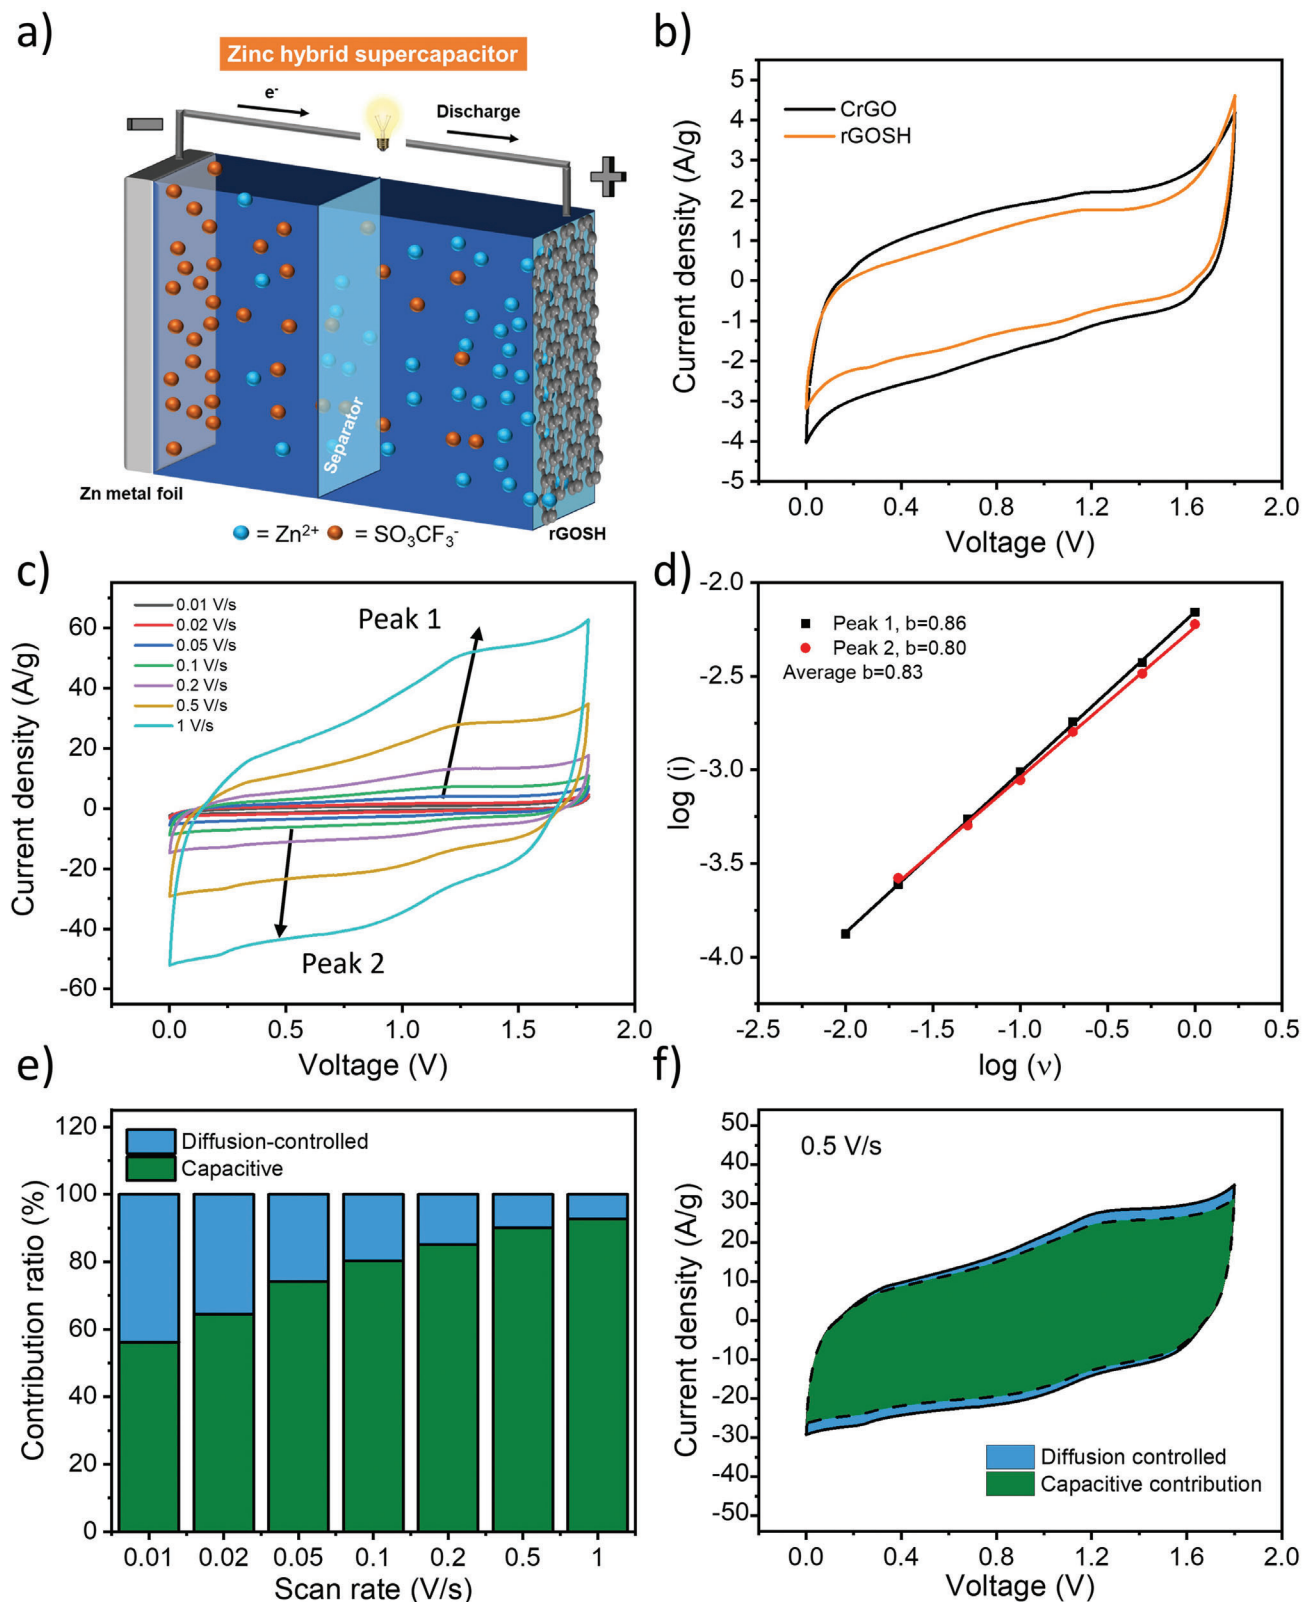 a)
Zinc hybrid supercapacitor
e-
Discharge
Separator
Zn metal foil
rGOSH
= Zn2+ = SO3CF3-
b)
CrGO
rGOSH
Current density (A/g)
5
4
3
2
1
0
-1
-2
-3
-4
-5
0.0 0.4 0.8 1.2 1.6 2.0
Voltage (V)
c)
0.01 V/s
0.02 V/s
0.05 V/s
0.1 V/s
0.2 V/s
0.5 V/s
1 V/s
Peak 1
Peak 2
Current density (A/g)
60
40
20
0
-20
-40
-60
0.0 0.5 1.0 1.5 2.0
Voltage (V)
d)
Peak 1, b=0.86
Peak 2, b=0.80
Average b=0.83
log (i)
-2.0
-2.5
-3.0
-3.5
-4.0
-2.5 -2.0 -1.5 -1.0 -0.5 0.0 0.5
log (ν)
e)
Diffusion-controlled
Capacitive
Contribution ratio (%)
120
100
80
60
40
20
0
0.01 0.02 0.05 0.1 0.2 0.5 1
Scan rate (V/s)
f)
0.5 V/s
Current density (A/g)
50
40
30
20
10
0
-10
-20
-30
-40
-50
Diffusion controlled
Capacitive contribution
0.0 0.4 0.8 1.2 1.6 2.0
Voltage (V)